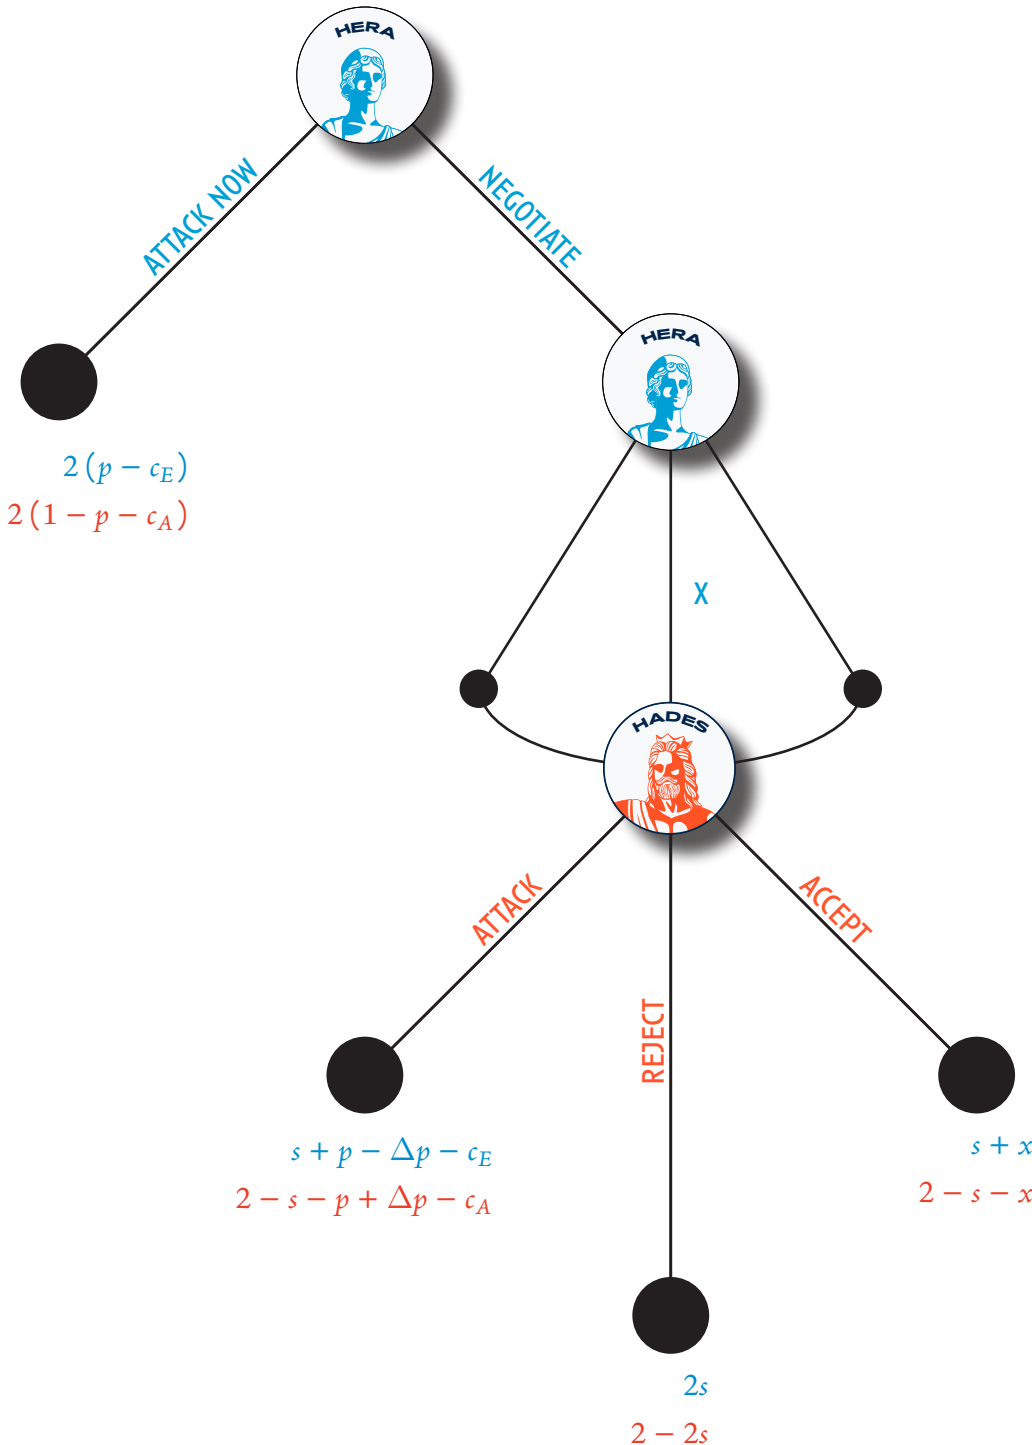 HERA
ATTACK NOW
NEGOTIATE
HERA
2 (p − c_E)
2 (1 − p − c_A)
X
HADES
ATTACK
REJECT
ACCEPT
s + p − Δp − c_E
2 − s − p + Δp − c_A
s + x
2 − s − x
2s
2 − 2s